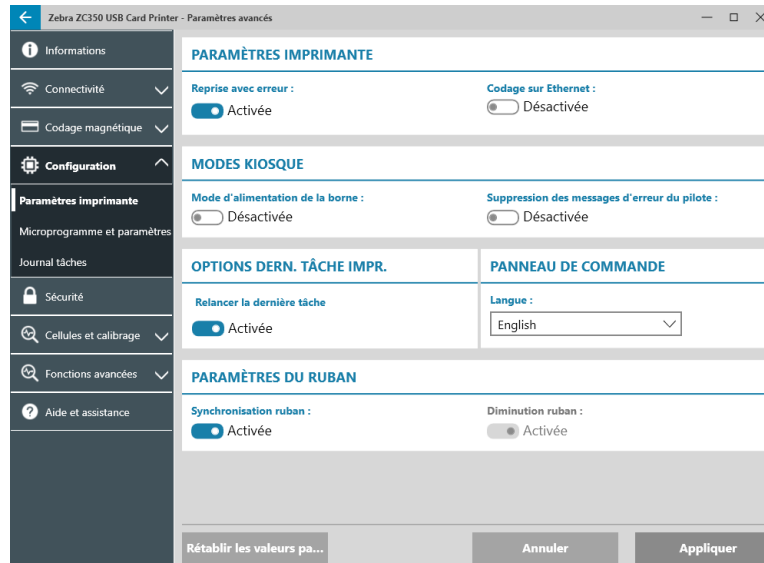 Zebra ZC350 USB Card Printer - Paramètres avancés
Informations
Connectivité
Codage magnétique
Configuration
Paramètres imprimante
Microprogramme et paramètres
Journal tâches
Sécurité
Cellules et calibrage
Fonctions avancées
Aide et assistance
PARAMÈTRES IMPRIMANTE
Reprise avec erreur :
Activée
Codage sur Ethernet :
Désactivée
MODES KIOSQUE
Mode d'alimentation de la borne :
Désactivée
Suppression des messages d'erreur du pilote :
Désactivée
OPTIONS DERN. TÂCHE IMPR.
Relancer la dernière tâche
Activée
PANNEAU DE COMMANDE
Langue :
English
PARAMÈTRES DU RUBAN
Synchronisation ruban :
Activée
Diminution ruban :
Activée
Rétablir les valeurs pa...
Annuler
Appliquer